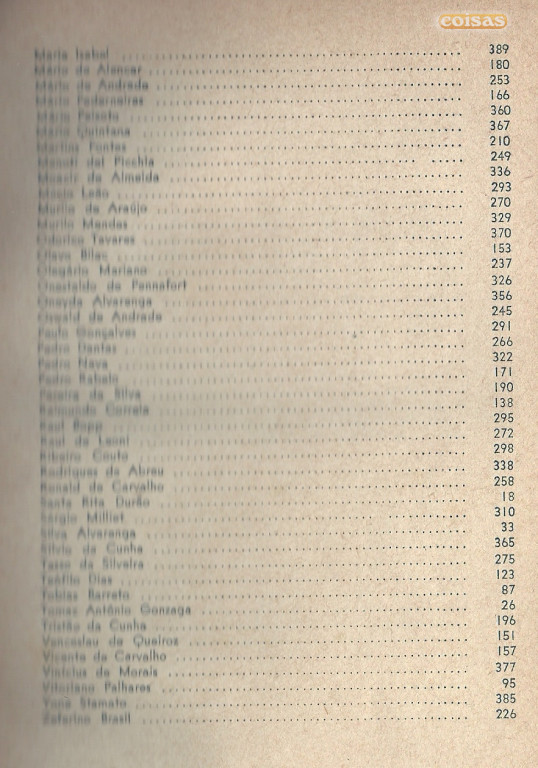 coisas
Maria Isabel 389
Mário de Alencar 180
Mário de Andrade 253
Mário Pederneiras 166
Mário Peixoto 360
Mário Quintana 367
Martins Fontes 210
Menotti del Picchia 249
Moacir de Almeida 336
Múcio Leão 293
Murilo de Araújo 270
Murilo Mendes 329
Odorico Tavares 370
Olavo Bilac 153
Olegário Mariano 237
Onestaldo de Pennafort 326
Oneyda Alvarenga 356
Oswald de Andrade 245
Paulo Gonçalves 291
Pedro Dantas 266
Pedro Nava 322
Pedro Rabelo 171
Pereira da Silva 190
Raimundo Correia 138
Raul Bopp 295
Raul de Leoni 272
Ribeiro Couto 298
Rodrigues de Abreu 338
Ronald de Carvalho 258
Santa Rita Durão 18
Sérgio Milliet 310
Silva Alvarenga 33
Silvio da Cunha 365
Tasso da Silveira 275
Teófilo Dias 123
Tobias Barreto 87
Tomás Antônio Gonzaga 26
Tristão da Cunha 196
Venceslau de Queiroz 151
Vicente de Carvalho 157
Vinícius de Morais 377
Vitoriano Palhares 95
Yone Stamato 385
Zeferino Brasil 226